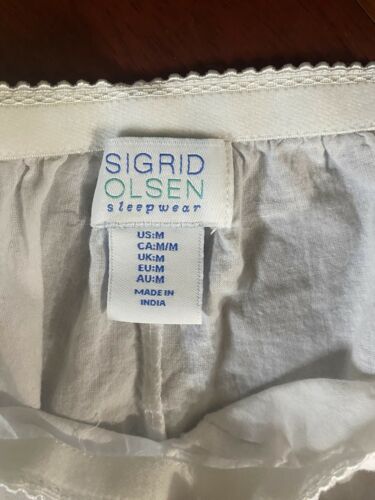 SIGRID
OLSEN
sleepwear
US:M
CA:M/M
UK:M
EU:M
AU:M
MADE IN
INDIA